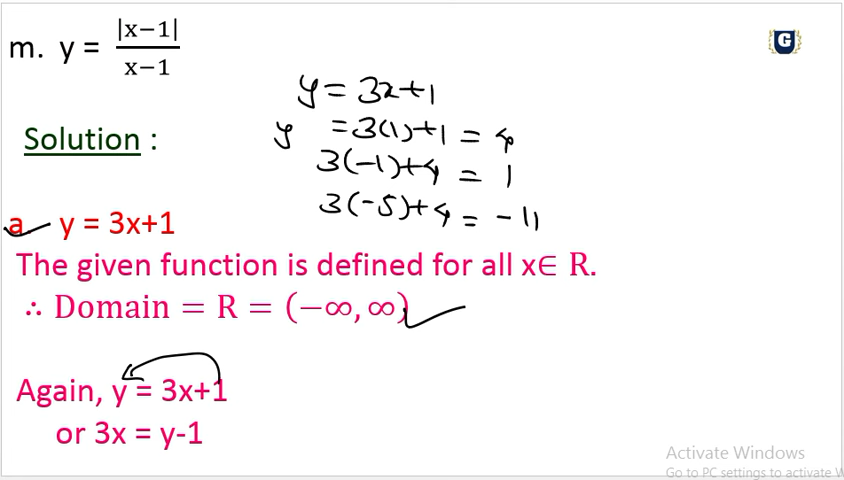 m. y = |x−1| / x−1
y = 3x+1
Solution :
y = 3(1)+1 = 4
3(-1)+4 = 1
3(-5)+4 = -11
a. y = 3x+1
The given function is defined for all x∈ R.
∴ Domain = R = (−∞, ∞)
Again, y = 3x+1
or 3x = y-1
G
Activate Windows
Go to PC settings to activate W